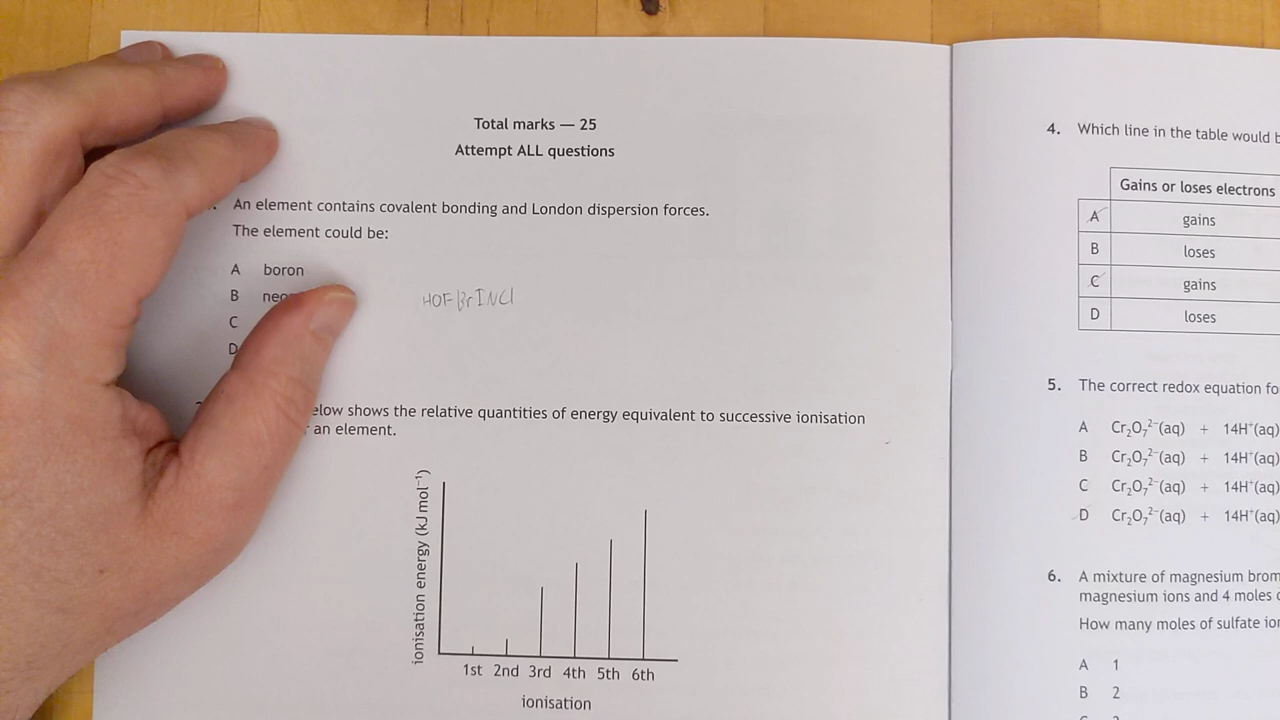 Total marks — 25
Attempt ALL questions
An element contains covalent bonding and London dispersion forces.
The element could be:
A boron
B
HOFBrINCl
C
D
below shows the relative quantities of energy equivalent to successive ionisation
an element.
ionisation energy (kJ mol⁻¹)
1st 2nd 3rd 4th 5th 6th
ionisation
4. Which line in the table would
Gains or loses electrons
A gains
B loses
C gains
D loses
5. The correct redox equation
A Cr₂O₇²⁻(aq) + 14H⁺(aq)
B Cr₂O₇²⁻(aq) + 14H⁺(aq)
C Cr₂O₇²⁻(aq) + 14H⁺(aq)
D Cr₂O₇²⁻(aq) + 14H⁺(aq)
6. A mixture of magnesium
magnesium ions and 4 moles
How many moles of sulfate
A 1
B 2